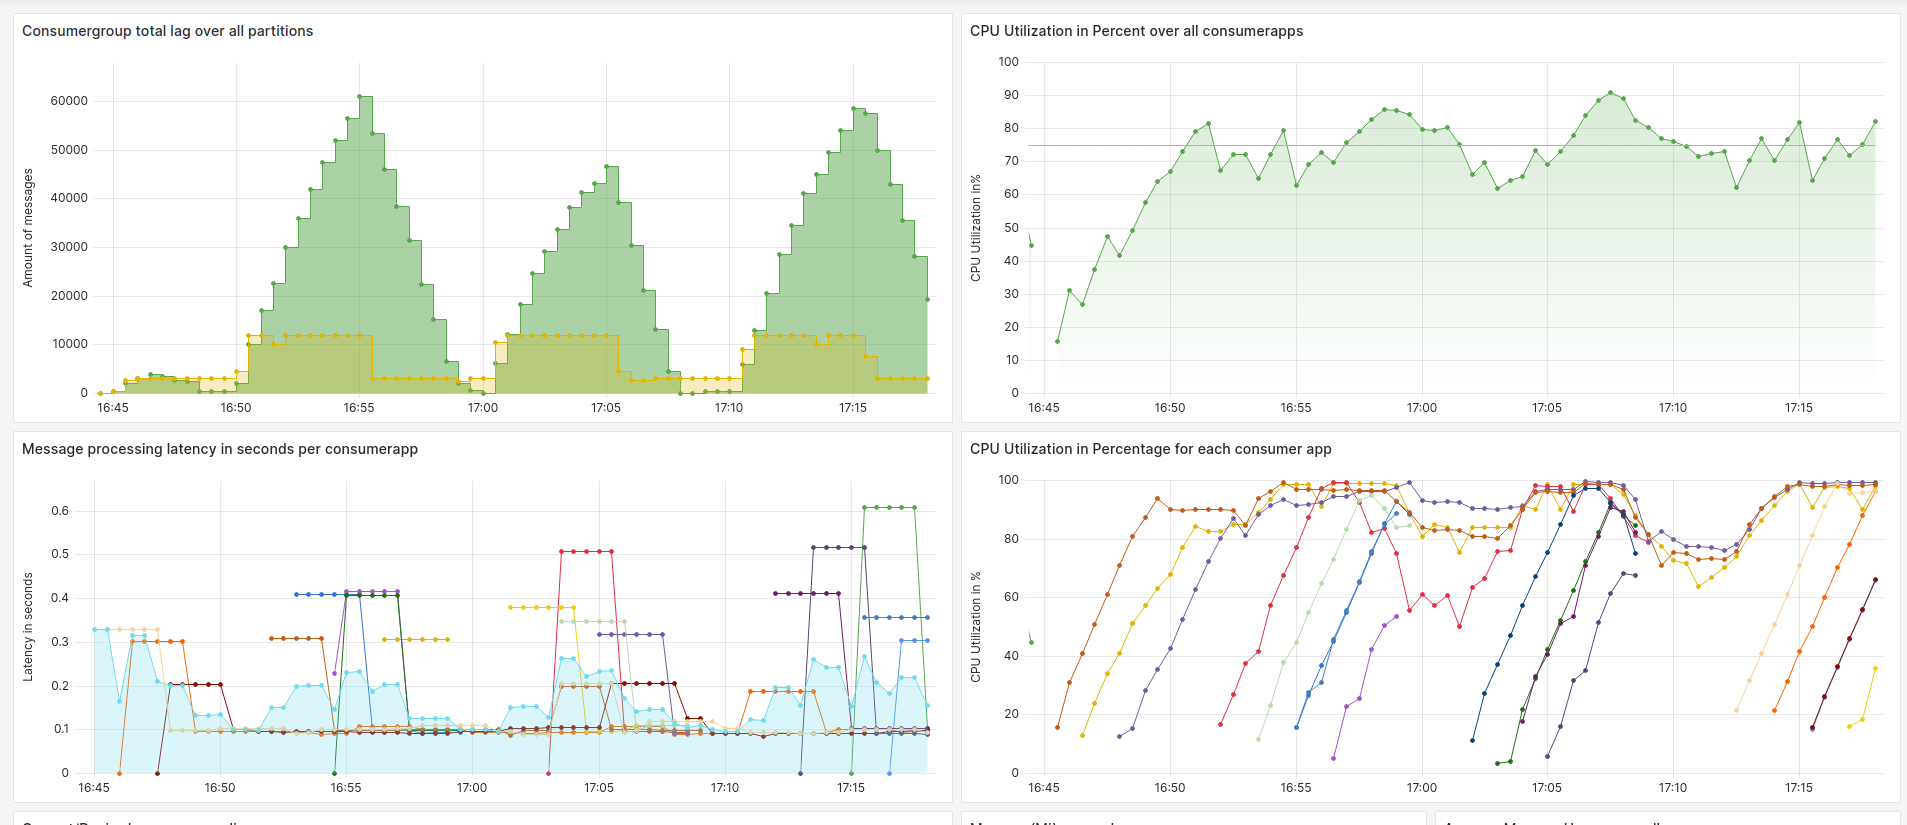 Consumergroup total lag over all partitions
Amount of messages
60000
50000
40000
30000
20000
10000
0
16:45 16:50 16:55 17:00 17:05 17:10 17:15
CPU Utilization in Percent over all consumerapps
CPU Utilization in%
100
90
80
70
60
50
40
30
20
10
0
16:45 16:50 16:55 17:00 17:05 17:10 17:15
Message processing latency in seconds per consumerapp
Latency in seconds
0.6
0.5
0.4
0.3
0.2
0.1
0
16:45 16:50 16:55 17:00 17:05 17:10 17:15
CPU Utilization in Percentage for each consumer app
CPU Utilization in %
100
80
60
40
20
0
16:45 16:50 16:55 17:00 17:05 17:10 17:15